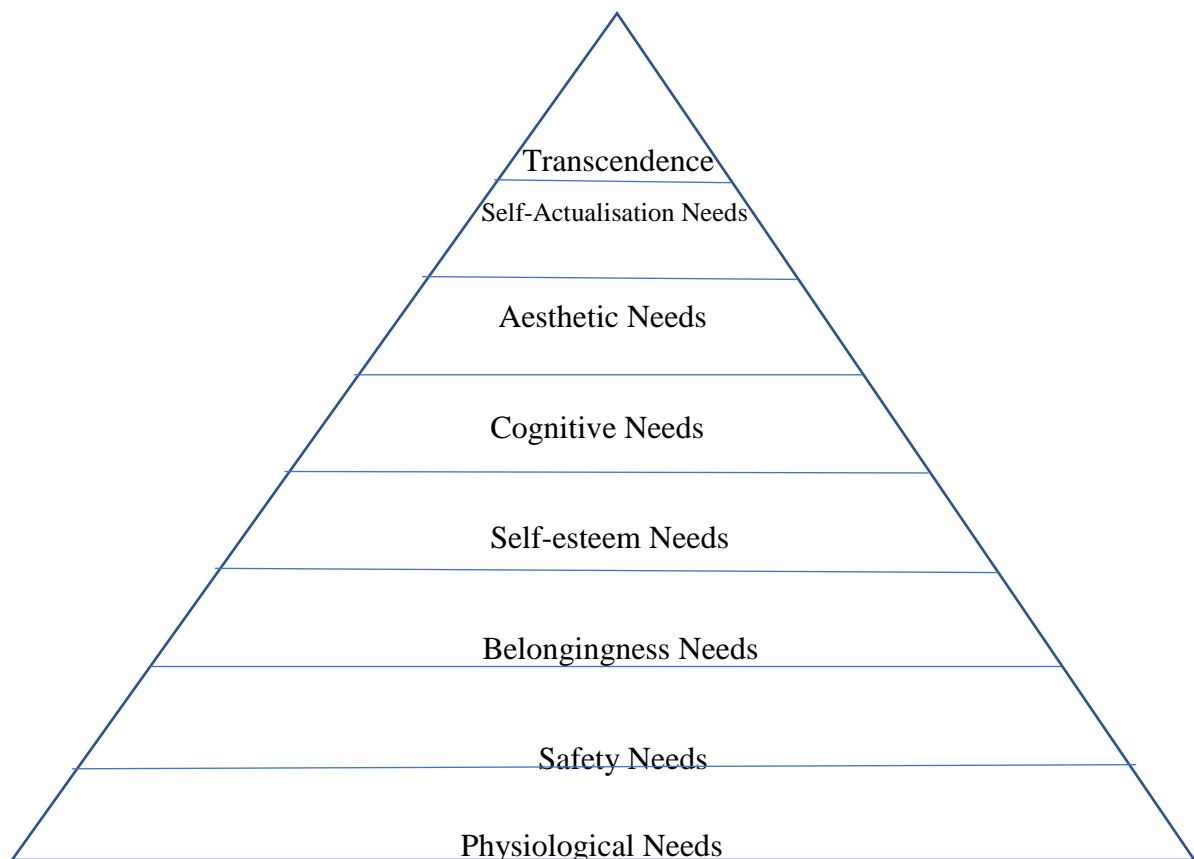 Transcendence
Self-Actualisation Needs
Aesthetic Needs
Cognitive Needs
Self-esteem Needs
Belongingness Needs
Safety Needs
Physiological Needs